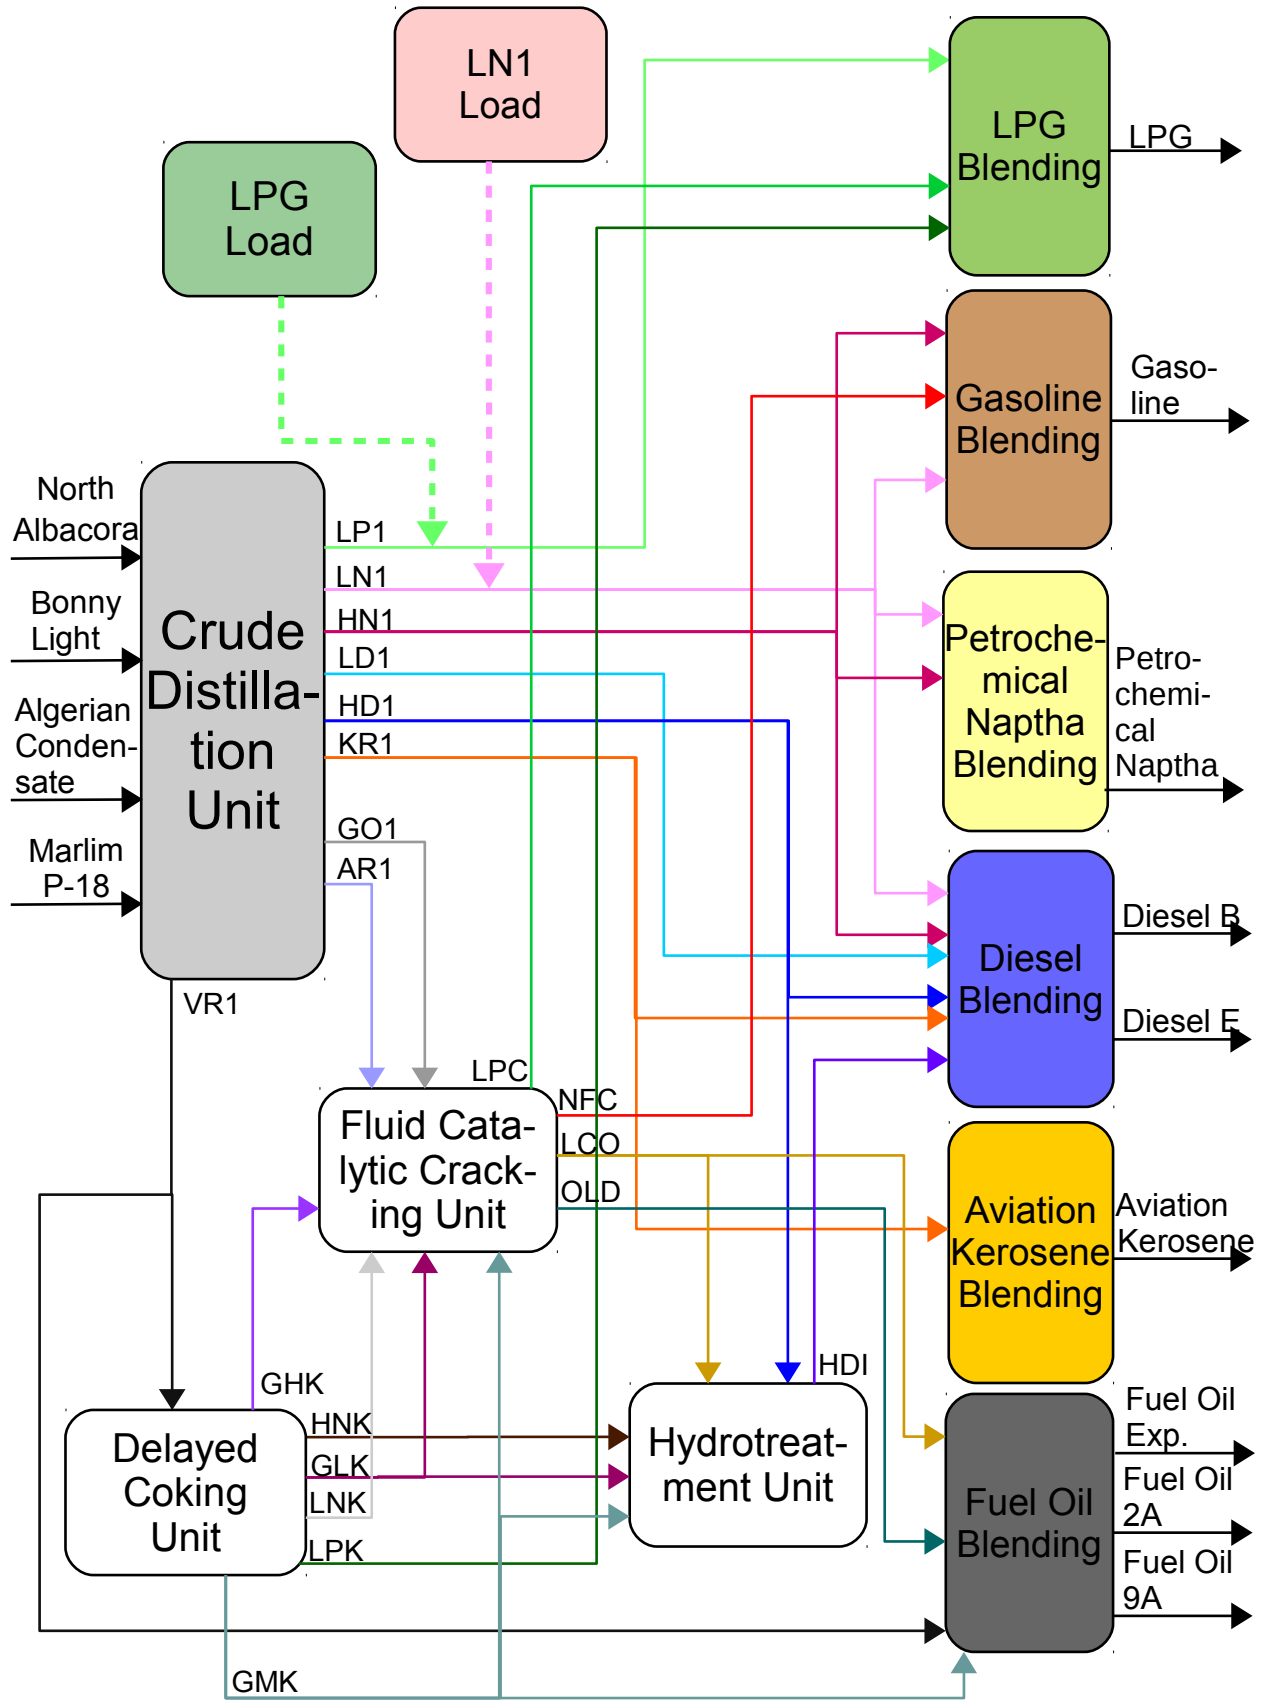 LN1
Load
LPG
Load
LPG
Blending
LPG
Gasoline
Blending
Gaso-
line
North
Albacora
Bonny
Light
Algerian
Conden-
sate
Marlim
P-18
Crude
Distilla-
tion
Unit
LP1
LN1
HN1
LD1
HD1
KR1
GO1
AR1
VR1
Petroche-
mical
Naptha
Blending
Petro-
chemi-
cal
Naptha
Diesel
Blending
Diesel B
Diesel E
LPC
NFC
LCO
OLD
Fluid Cata-
lytic Crack-
ing Unit
Aviation
Kerosene
Blending
Aviation
Kerosene
GHK
HNK
GLK
LNK
LPK
GMK
Delayed
Coking
Unit
HDI
Hydrotreat-
ment Unit
Fuel Oil
Blending
Fuel Oil
Exp.
Fuel Oil
2A
Fuel Oil
9A